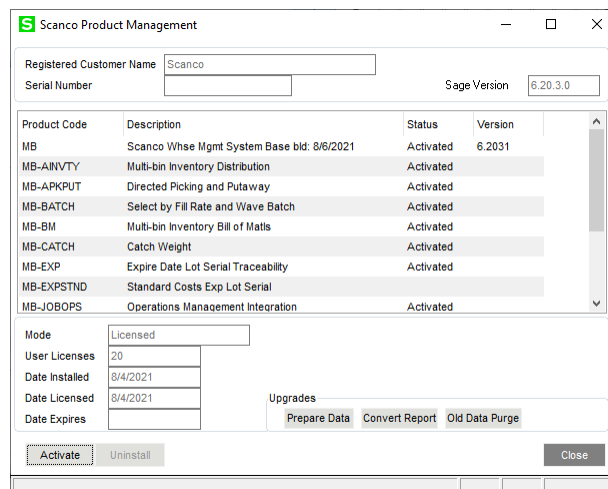 S Scanco Product Management
Registered Customer Name Scanco
Serial Number Sage Version 6.20.3.0
Product Code Description Status Version
MB Scanco Whse Mgmt System Base bld: 8/6/2021 Activated 6.2031
MB-AINVTY Multi-bin Inventory Distribution Activated
MB-APKPUT Directed Picking and Putaway Activated
MB-BATCH Select by Fill Rate and Wave Batch Activated
MB-BM Multi-bin Inventory Bill of Matls Activated
MB-CATCH Catch Weight Activated
MB-EXP Expire Date Lot Serial Traceability Activated
MB-EXPSTND Standard Costs Exp Lot Serial
MB-JOBOPS Operations Management Integration Activated
Mode Licensed
User Licenses 20
Date Installed 8/4/2021
Date Licensed 8/4/2021 Upgrades
Date Expires Prepare Data Convert Report Old Data Purge
Activate Uninstall Close